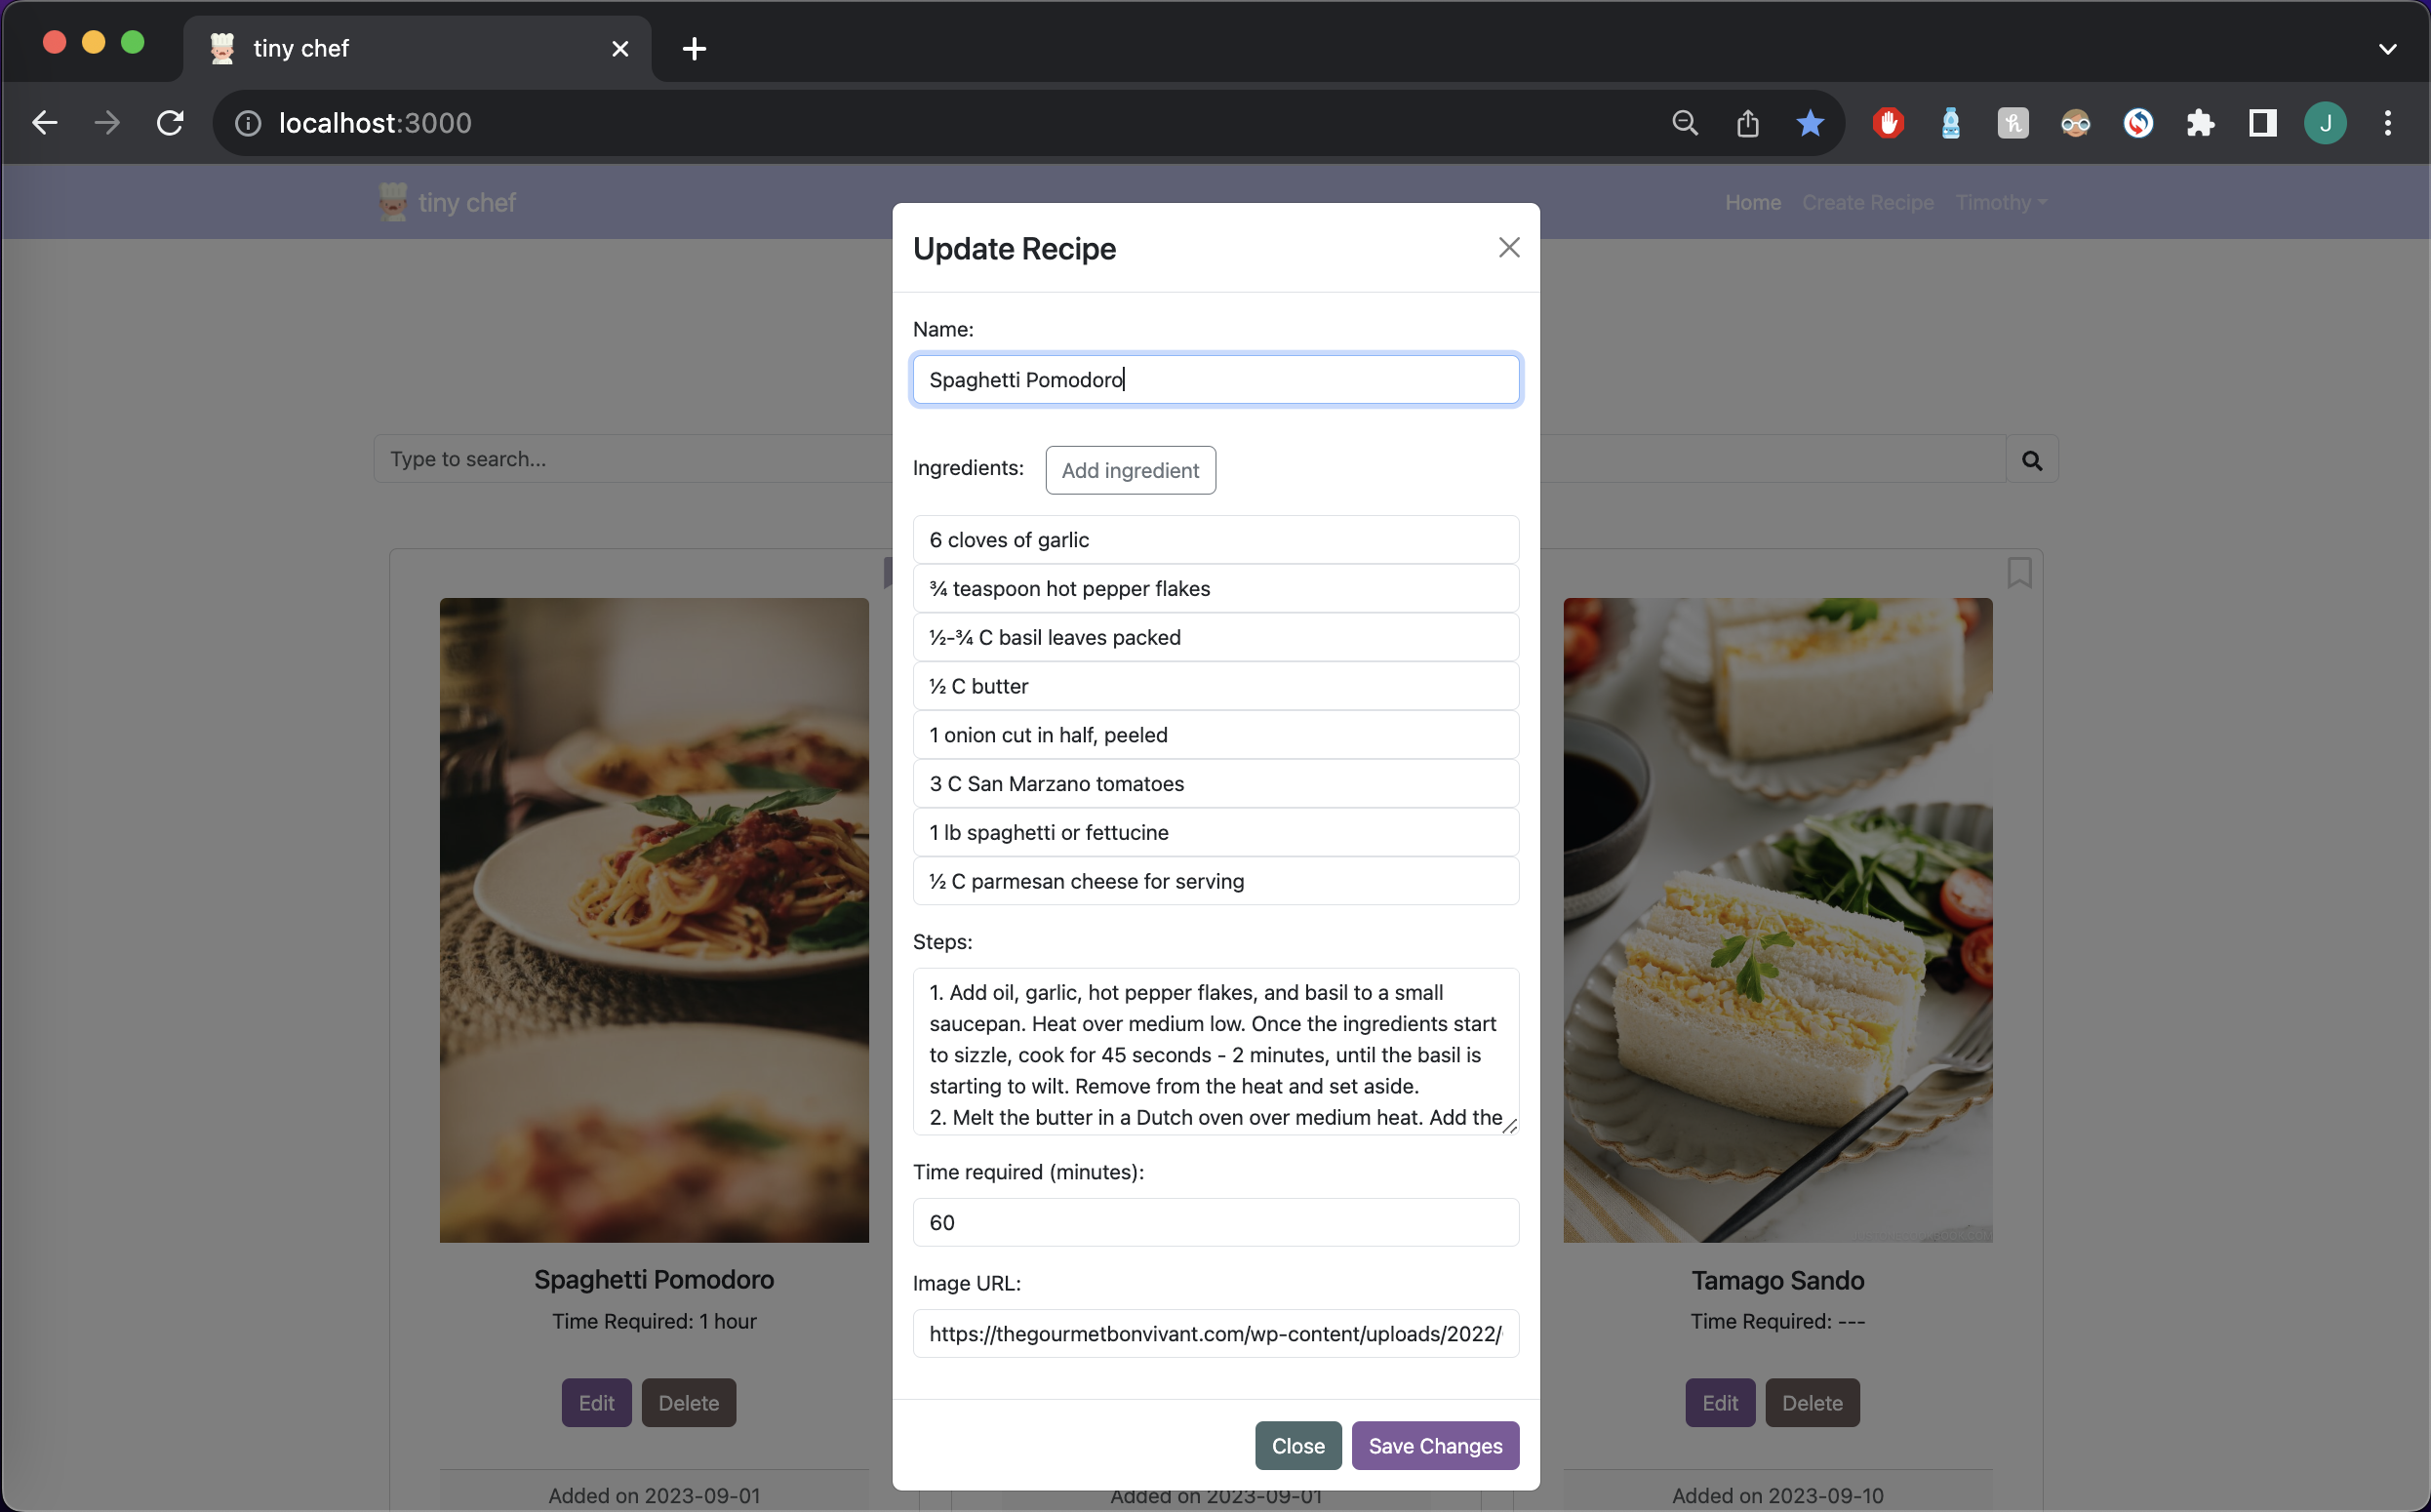 tiny chef
localhost:3000
J
tiny chef
Home Create Recipe Timothy
Type to search...
Update Recipe
Name:
Spaghetti Pomodoro
Ingredients: Add ingredient
6 cloves of garlic
¾ teaspoon hot pepper flakes
½-¾ C basil leaves packed
½ C butter
1 onion cut in half, peeled
3 C San Marzano tomatoes
1 lb spaghetti or fettucine
½ C parmesan cheese for serving
Steps:
1. Add oil, garlic, hot pepper flakes, and basil to a small
saucepan. Heat over medium low. Once the ingredients start
to sizzle, cook for 45 seconds - 2 minutes, until the basil is
starting to wilt. Remove from the heat and set aside.
2. Melt the butter in a Dutch oven over medium heat. Add the
Time required (minutes):
60
Image URL:
https://thegourmetbonvivant.com/wp-content/uploads/2022/
Close Save Changes
Spaghetti Pomodoro
Time Required: 1 hour
Edit Delete
Added on 2023-09-01
Added on 2023-09-01
Tamago Sando
Time Required: ---
Edit Delete
Added on 2023-09-10